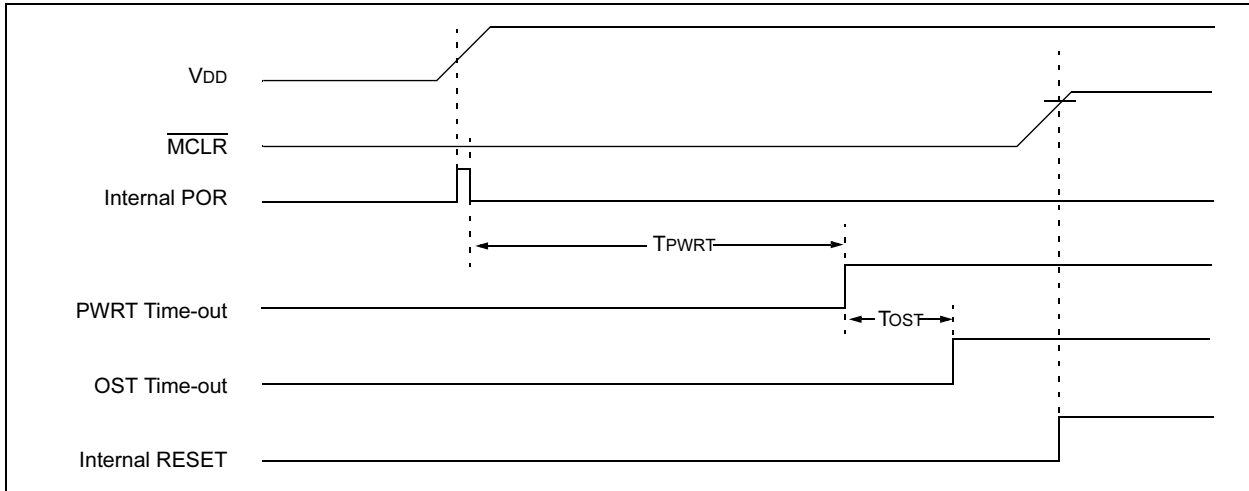 VDD
MCLR
Internal POR
TPWRT
PWRT Time-out
TOST
OST Time-out
Internal RESET